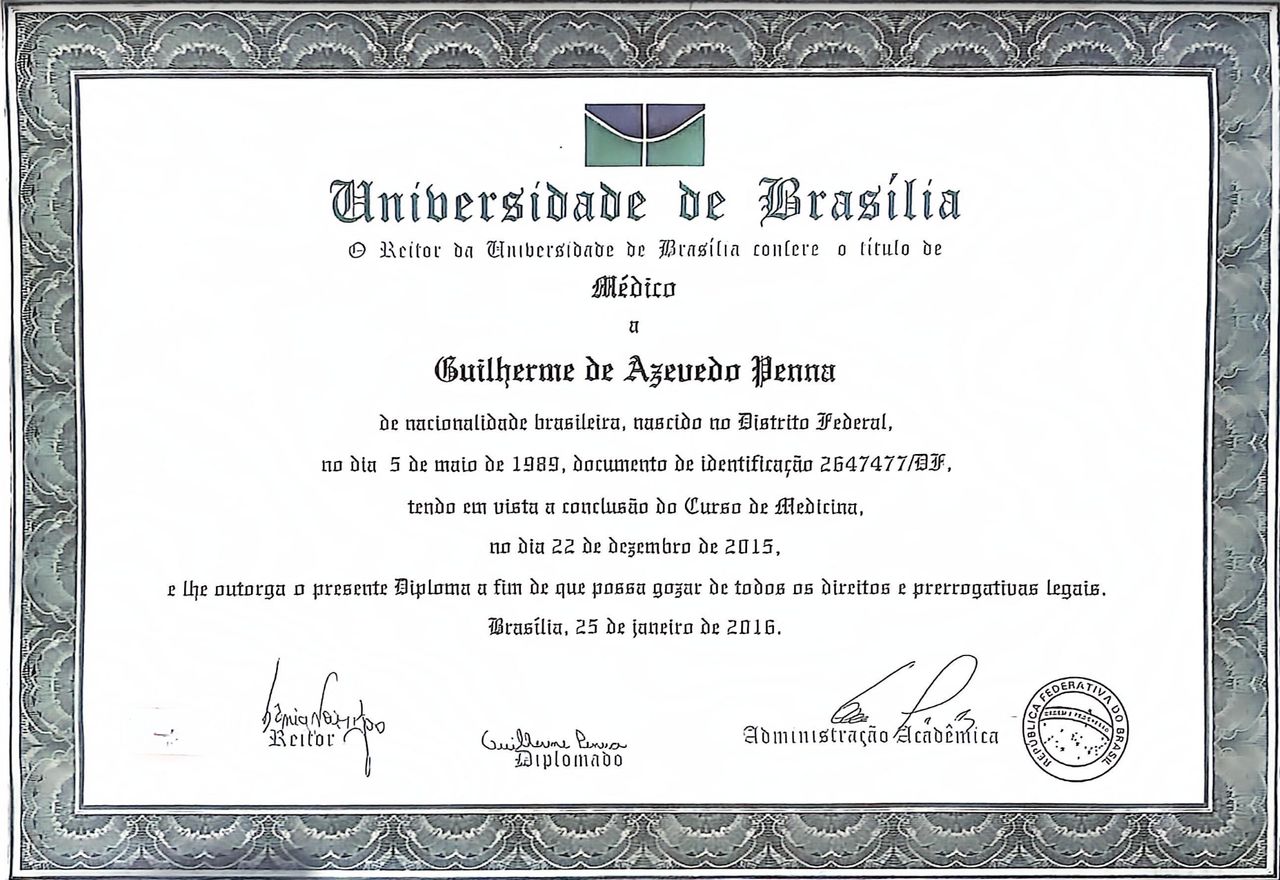 Universidade de Brasília
O Reitor da Universidade de Brasília confere o título de
Médico
a
Guilherme de Azevedo Penna
de nacionalidade brasileira, nascido no Distrito Federal,
no dia 5 de maio de 1989, documento de identificação 2647477/DF,
tendo em vista a conclusão do Curso de Medicina,
no dia 22 de dezembro de 2015,
e lhe outorga o presente Diploma a fim de que possa gozar de todos os direitos e prerrogativas legais.
Brasília, 25 de janeiro de 2016.
Reitor
Guilherme Penna
Diplomado
Administração Acadêmica
REPÚBLICA FEDERATIVA DO BRASIL
ORDEM E PROGRESSO